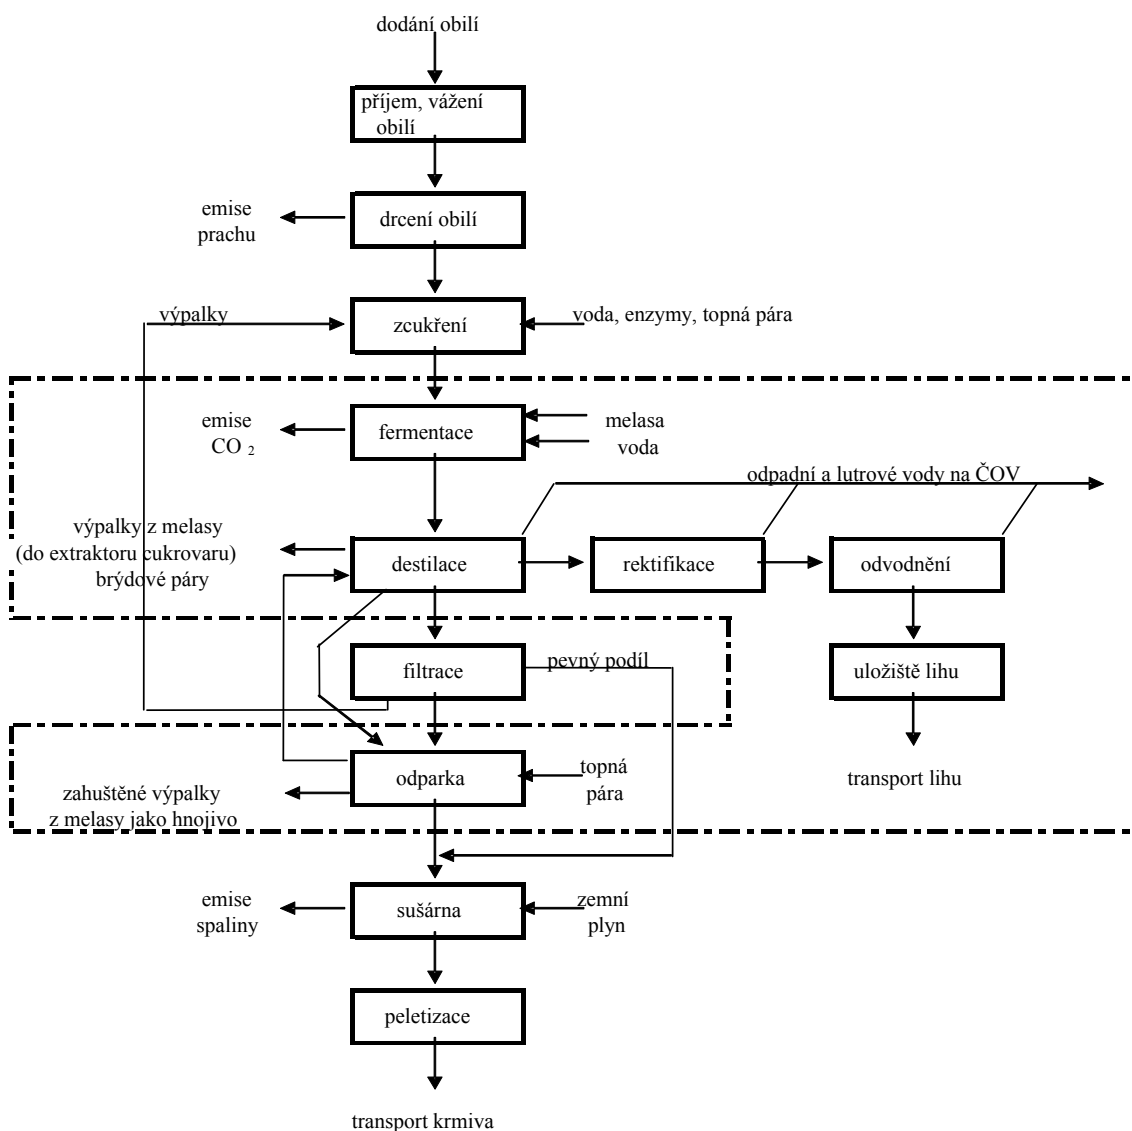 dodání obilí
příjem, vážení
obilí
emise
prachu
drcení obilí
výpalky
zcukření
voda, enzymy, topná pára
emise
CO 2
fermentace
melasa
voda
odpadní a lutrové vody na ČOV
výpalky z melasy
(do extraktoru cukrovaru)
brýdové páry
destilace
rektifikace
odvodnění
filtrace
pevný podíl
uložiště lihu
odparka
topná
pára
transport lihu
zahuštěné výpalky
z melasy jako hnojivo
emise
spaliny
sušárna
zemní
plyn
peletizace
transport krmiva